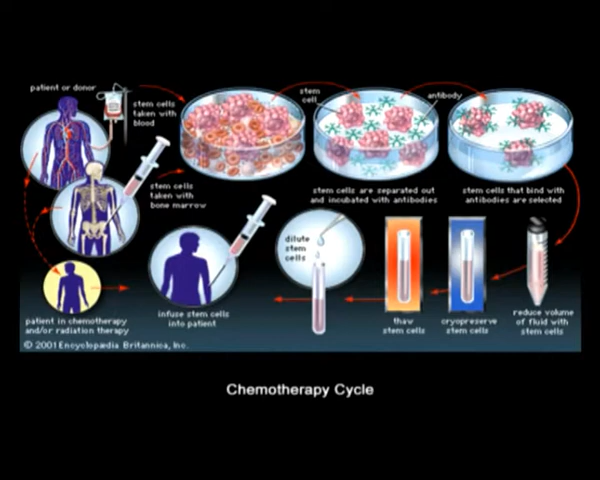 patient or donor
stem cells
taken with
blood
stem
cell
antibody
stem cells
taken with
bone marrow
stem cells are separated out
and incubated with antibodies
stem cells that bind with
antibodies are selected
dilute
stem
cells
patient in chemotherapy
and/or radiation therapy
infuse stem cells
into patient
thaw
stem cells
cryopreserve
stem cells
reduce volume
of fluid with
stem cells
© 2001 Encyclopædia Britannica, Inc.
Chemotherapy Cycle